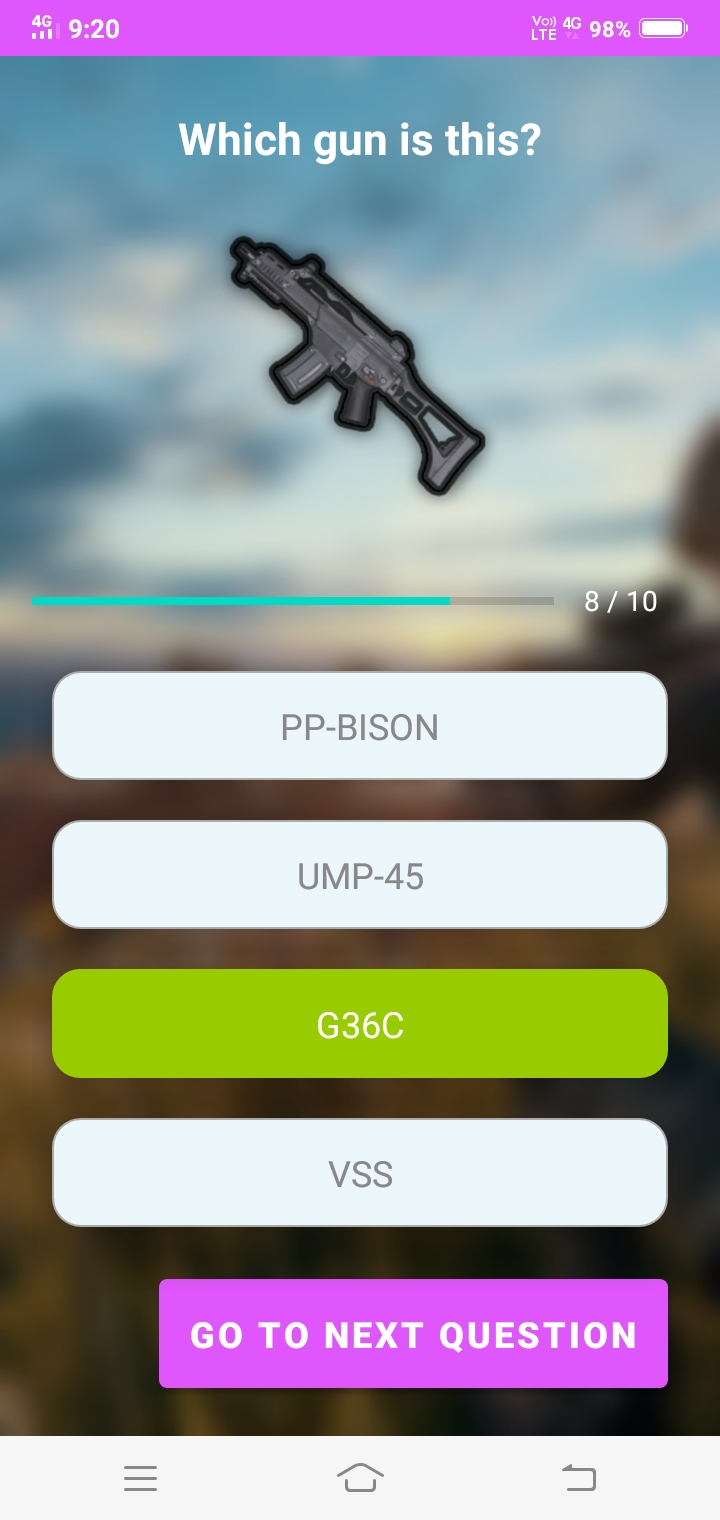 4G 9:20 Vo)) LTE 4G 98%
Which gun is this?
8 / 10
PP-BISON
UMP-45
G36C
VSS
GO TO NEXT QUESTION